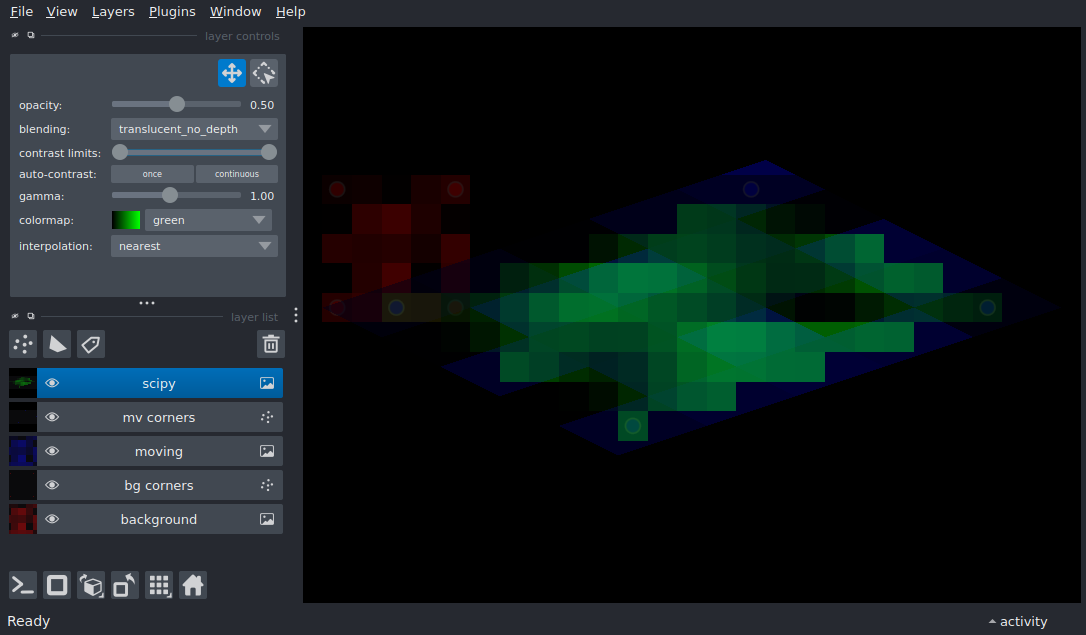 File View Layers Plugins Window Help
layer controls
opacity: 0.50
blending: translucent_no_depth
contrast limits:
auto-contrast: once continuous
gamma: 1.00
colormap: green
interpolation: nearest
layer list
scipy
mv corners
moving
bg corners
background
Ready
activity